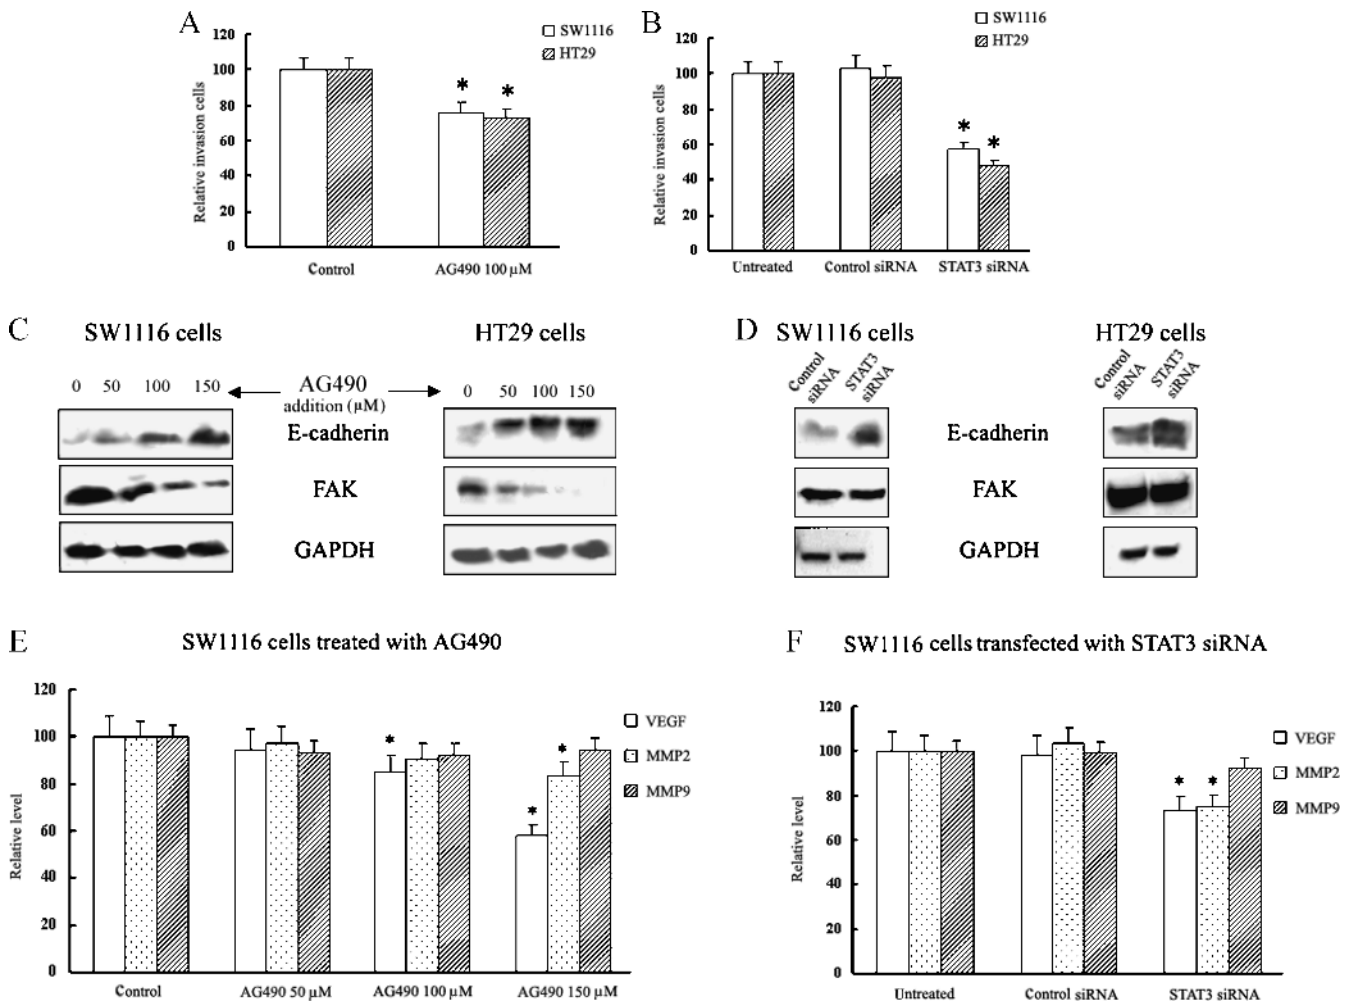 A
SW1116
HT29
Relative invasion cells
120
100
80
60
40
20
0
*
*
Control
AG490 100 µM
B
SW1116
HT29
Relative invasion cells
120
100
80
60
40
20
0
*
*
Untreated
Control siRNA
STAT3 siRNA
C
SW1116 cells
HT29 cells
0 50 100 150
AG490
addition (µM)
0 50 100 150
E-cadherin
FAK
GAPDH
D
SW1116 cells
HT29 cells
Control siRNA
STAT3 siRNA
Control siRNA
STAT3 siRNA
E-cadherin
FAK
GAPDH
E
SW1116 cells treated with AG490
Relative level
120
100
80
60
40
20
0
*
*
*
VEGF
MMP2
MMP9
Control
AG490 50 µM
AG490 100 µM
AG490 150 µM
F
SW1116 cells transfected with STAT3 siRNA
Relative level
120
100
80
60
40
20
0
*
*
VEGF
MMP2
MMP9
Untreated
Control siRNA
STAT3 siRNA